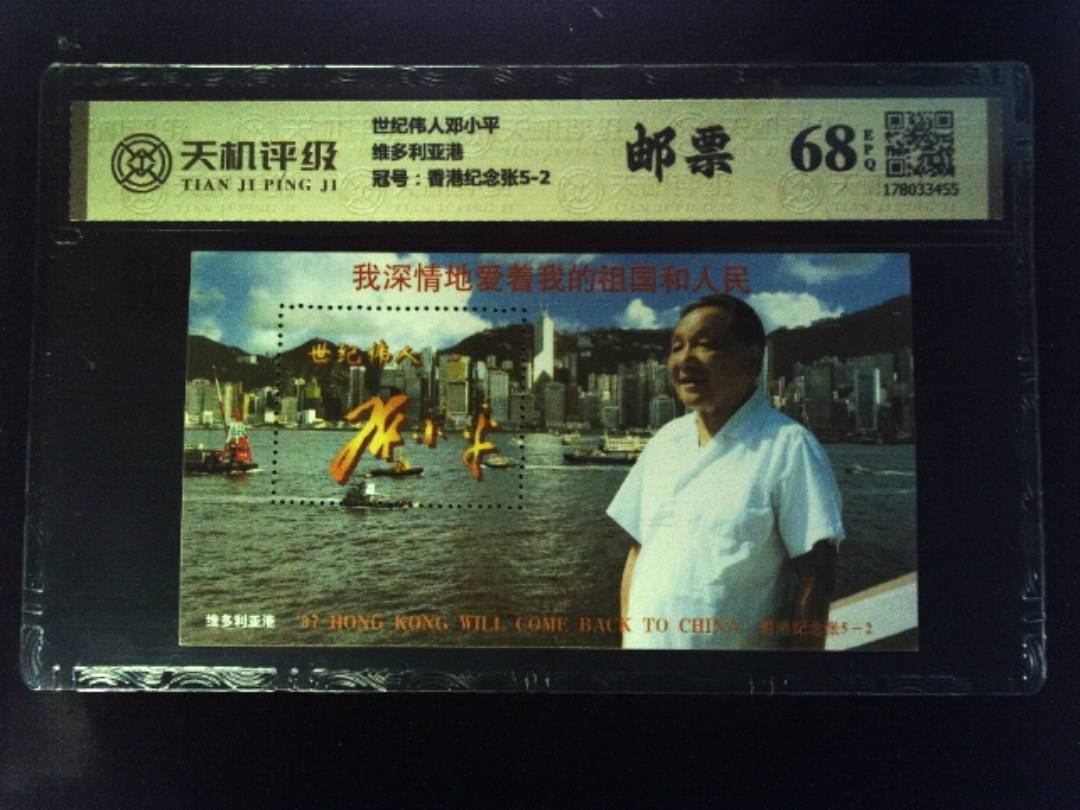 天机评级
TIAN JI PING JI
世纪伟人邓小平
维多利亚港
冠号：香港纪念张5-2
邮票
68
EPQ
178033455
我深情地爱着我的祖国和人民
世纪伟人
邓小平
维多利亚港
'97 HONG KONG WILL COME BACK TO CHINA
香港纪念张5－2